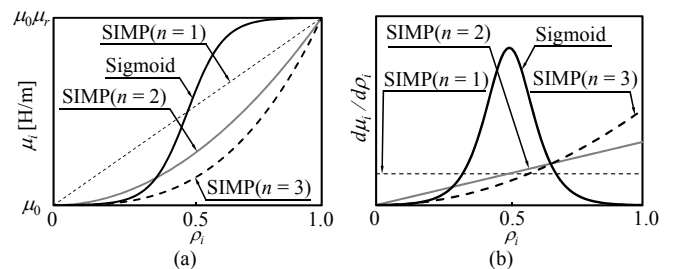 μ₀μᵣ
SIMP(n = 1)
Sigmoid
SIMP(n = 2)
SIMP(n = 3)
μᵢ [H/m]
μ₀
0
0.5
1.0
ρᵢ
(a)
SIMP(n = 2)
Sigmoid
SIMP(n = 1)
SIMP(n = 3)
dμᵢ / dρᵢ
0
0.5
1.0
ρᵢ
(b)